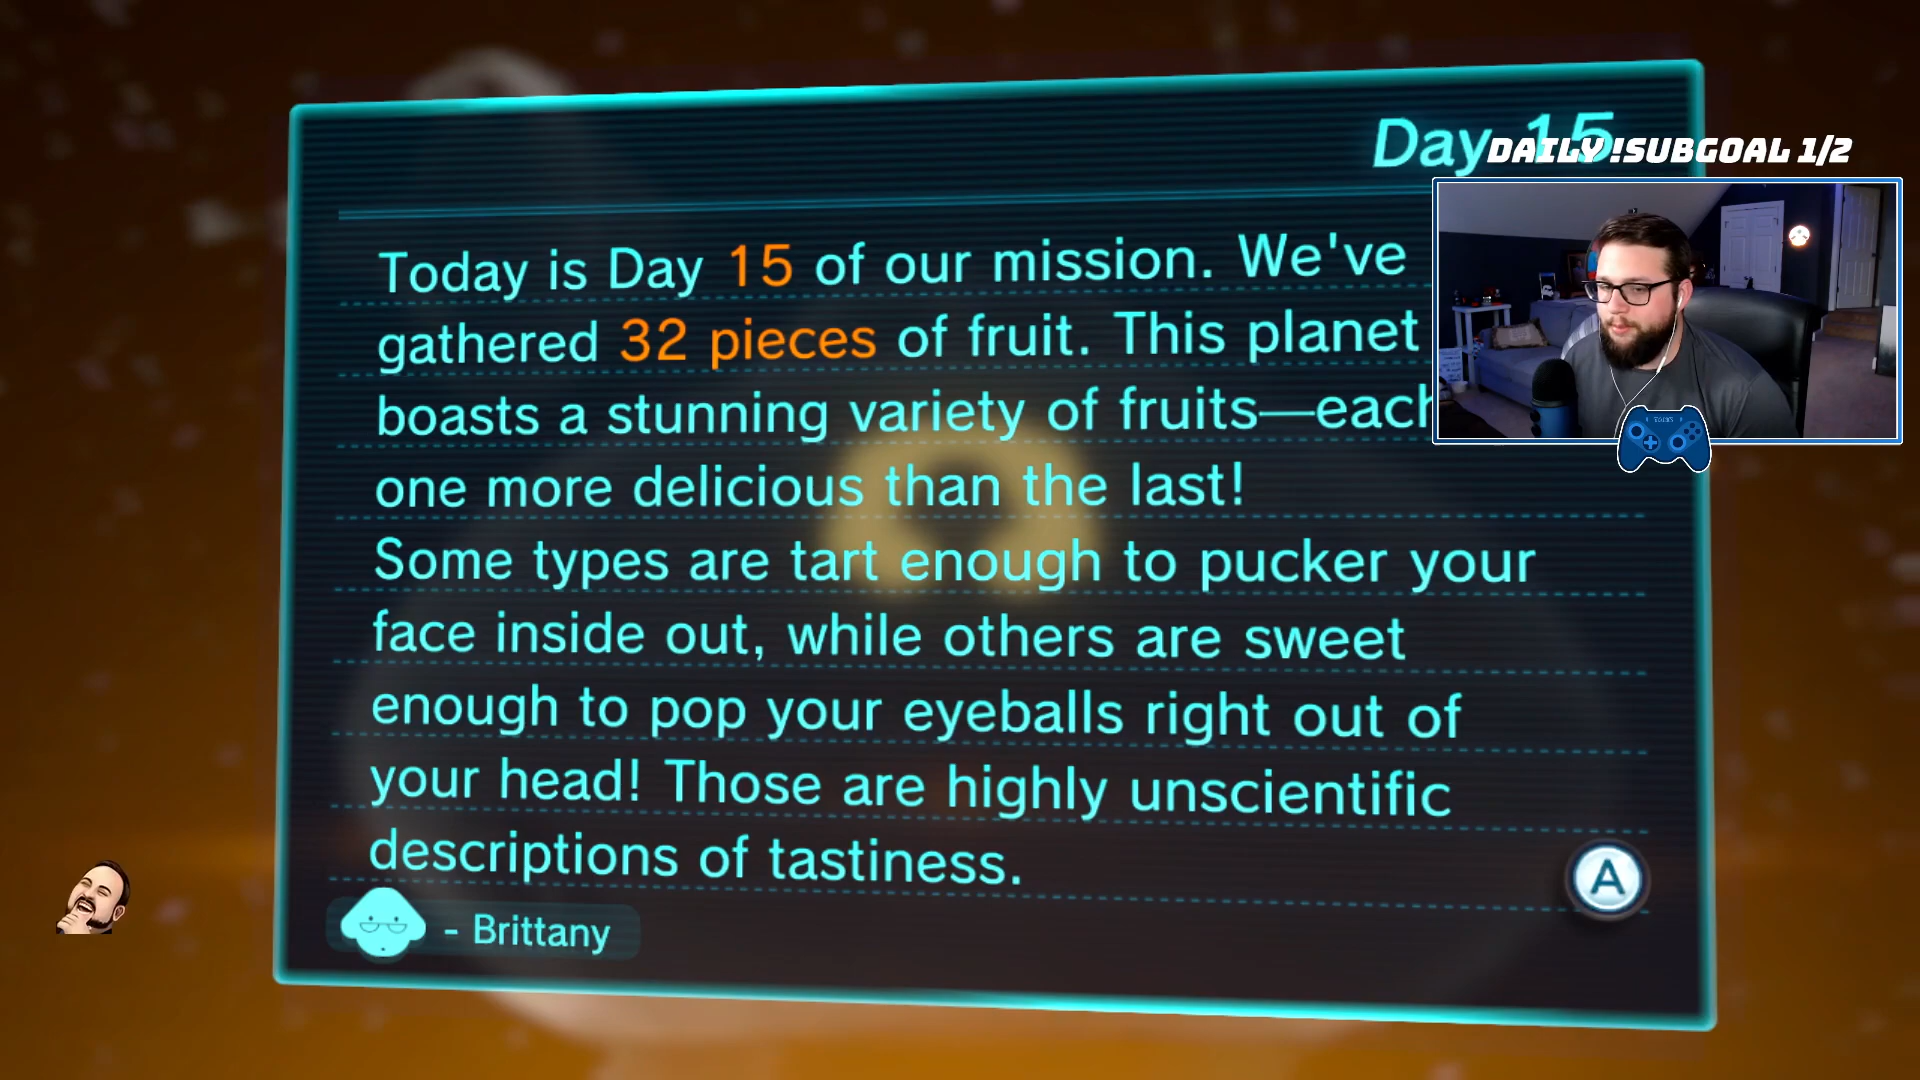 Day 15
DAILY !SUBGOAL 1/2
Today is Day 15 of our mission. We've
gathered 32 pieces of fruit. This planet
boasts a stunning variety of fruits—each
one more delicious than the last!
Some types are tart enough to pucker your
face inside out, while others are sweet
enough to pop your eyeballs right out of
your head! Those are highly unscientific
descriptions of tastiness.
A
- Brittany